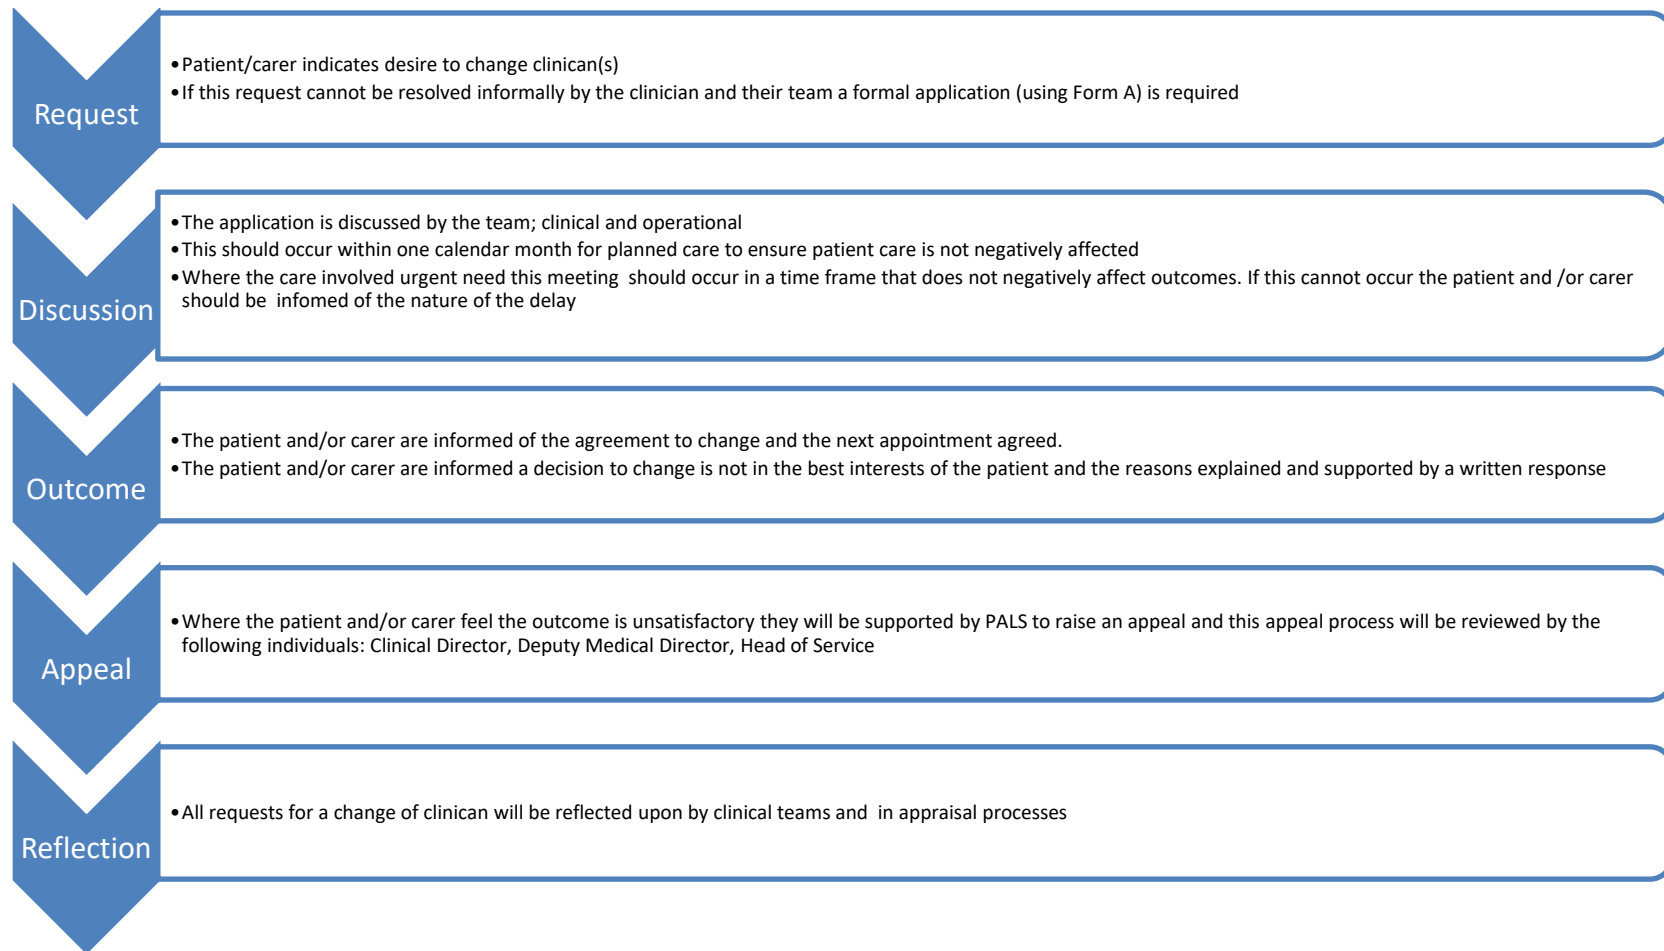 Request
•Patient/carer indicates desire to change clinican(s)
•If this request cannot be resolved informally by the clinician and their team a formal application (using Form A) is required
Discussion
•The application is discussed by the team; clinical and operational
•This should occur within one calendar month for planned care to ensure patient care is not negatively affected
•Where the care involved urgent need this meeting  should occur in a time frame that does not negatively affect outcomes. If this cannot occur the patient and /or carer
should be  infomed of the nature of the delay
Outcome
•The patient and/or carer are informed of the agreement to change and the next appointment agreed.
•The patient and/or carer are informed a decision to change is not in the best interests of the patient and the reasons explained and supported by a written response
Appeal
•Where the patient and/or carer feel the outcome is unsatisfactory they will be supported by PALS to raise an appeal and this appeal process will be reviewed by the
following individuals: Clinical Director, Deputy Medical Director, Head of Service
Reflection
•All requests for a change of clinican will be reflected upon by clinical teams and  in appraisal processes